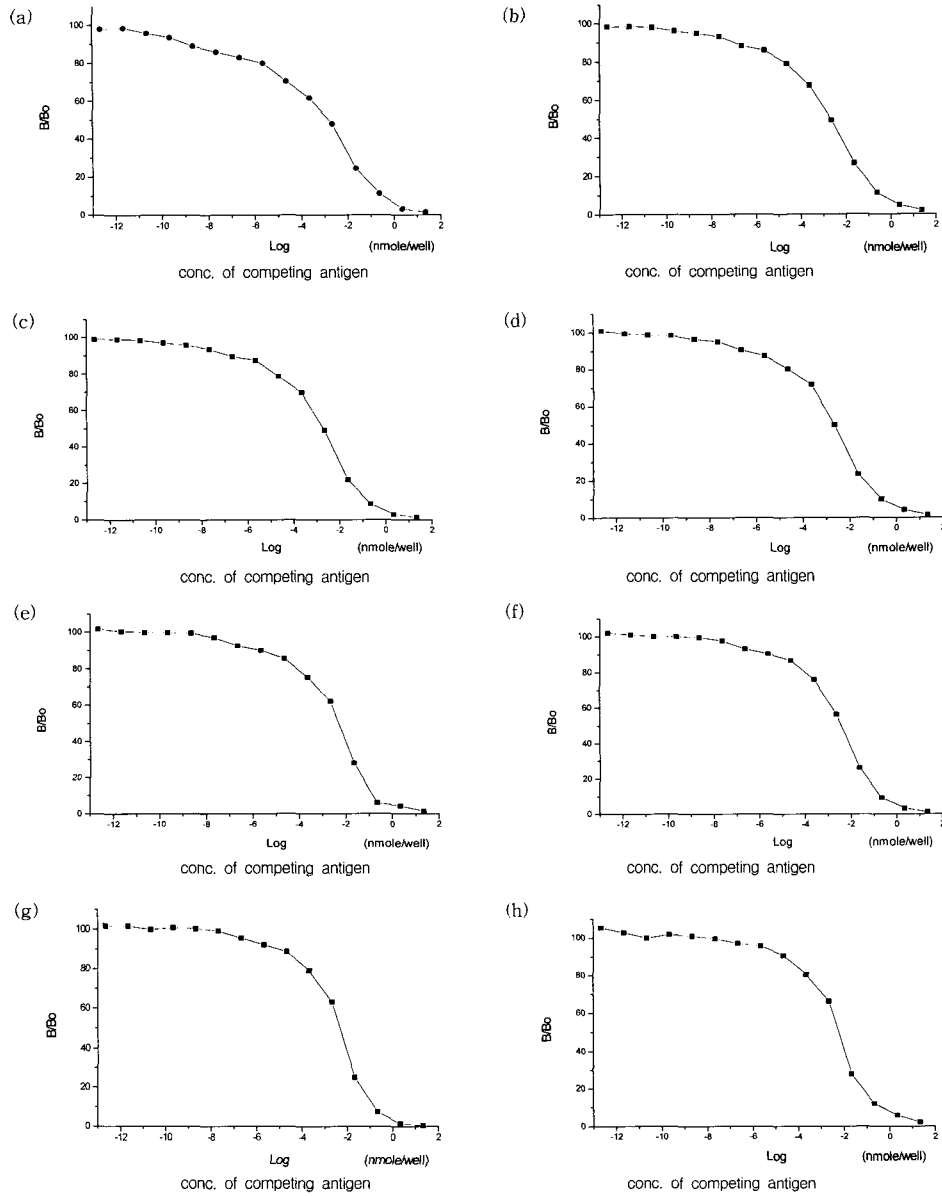 (a)
B/Bo
100
80
60
40
20
0
-12 -10 -8 -6 -4 -2 0 2
Log (nmole/well)
conc. of competing antigen
(b)
B/Bo
100
80
60
40
20
0
-12 -10 -8 -6 -4 -2 0 2
Log (nmole/well)
conc. of competing antigen
(c)
B/Bo
100
80
60
40
20
0
-12 -10 -8 -6 -4 -2 0 2
Log (nmole/well)
conc. of competing antigen
(d)
B/Bo
100
80
60
40
20
0
-12 -10 -8 -6 -4 -2 0 2
Log (nmole/well)
conc. of competing antigen
(e)
B/Bo
100
80
60
40
20
0
-12 -10 -8 -6 -4 -2 0 2
Log (nmole/well)
conc. of competing antigen
(f)
B/Bo
100
80
60
40
20
0
-12 -10 -8 -6 -4 -2 0 2
Log (nmole/well)
conc. of competing antigen
(g)
B/Bo
100
80
60
40
20
0
-12 -10 -8 -6 -4 -2 0 2
Log (nmole/well)
conc. of competing antigen
(h)
B/Bo
100
80
60
40
20
0
-12 -10 -8 -6 -4 -2 0 2
Log (nmole/well)
conc. of competing antigen